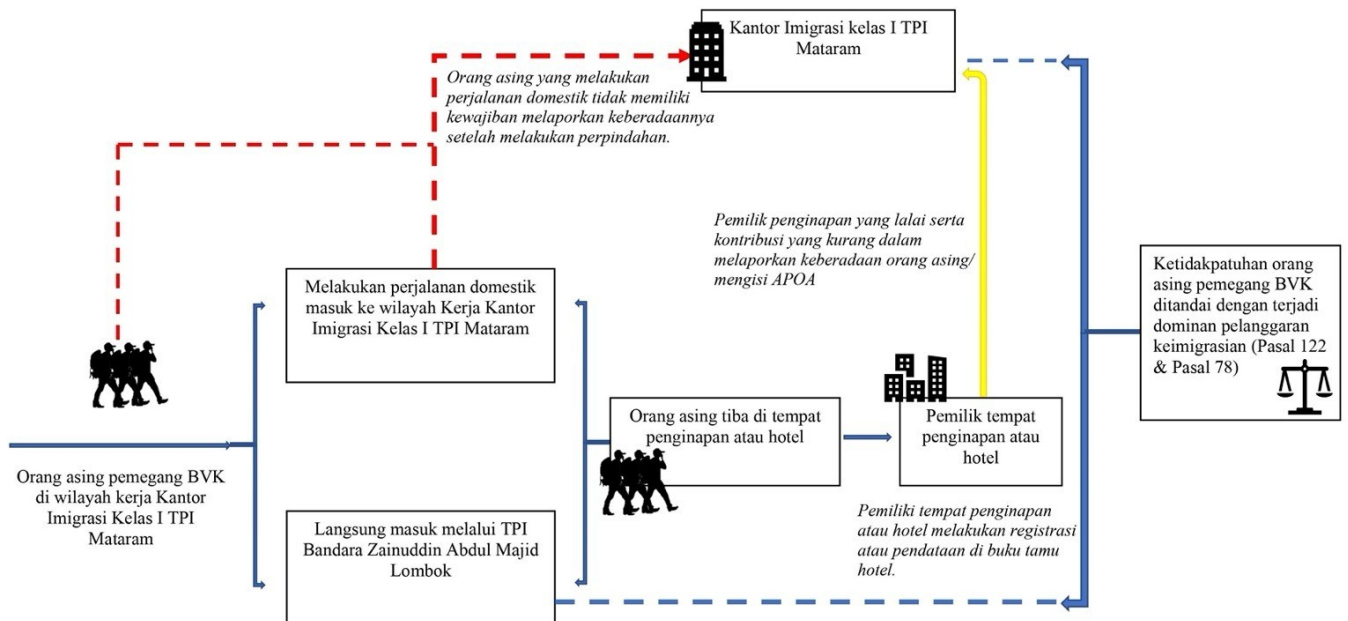 Kantor Imigrasi kelas I TPI
Mataram
Orang asing yang melakukan
perjalanan domestik tidak memiliki
kewajiban melaporkan keberadaannya
setelah melakukan perpindahan.
Pemilik penginapan yang lalai serta
kontribusi yang kurang dalam
melaporkan keberadaan orang asing/
mengisi APOA
Melakukan perjalanan domestik
masuk ke wilayah Kerja Kantor
Imigrasi Kelas I TPI Mataram
Ketidakpatuhan orang
asing pemegang BVK
ditandai dengan terjadi
dominan pelanggaran
keimigrasian (Pasal 122
& Pasal 78)
Orang asing tiba di tempat
penginapan atau hotel
Pemilik tempat
penginapan atau
hotel
Orang asing pemegang BVK
di wilayah kerja Kantor
Imigrasi Kelas I TPI
Mataram
Langsung masuk melalui TPI
Bandara Zainuddin Abdul Majid
Lombok
Pemiliki tempat penginapan
atau hotel melakukan registrasi
atau pendataan di buku tamu
hotel.